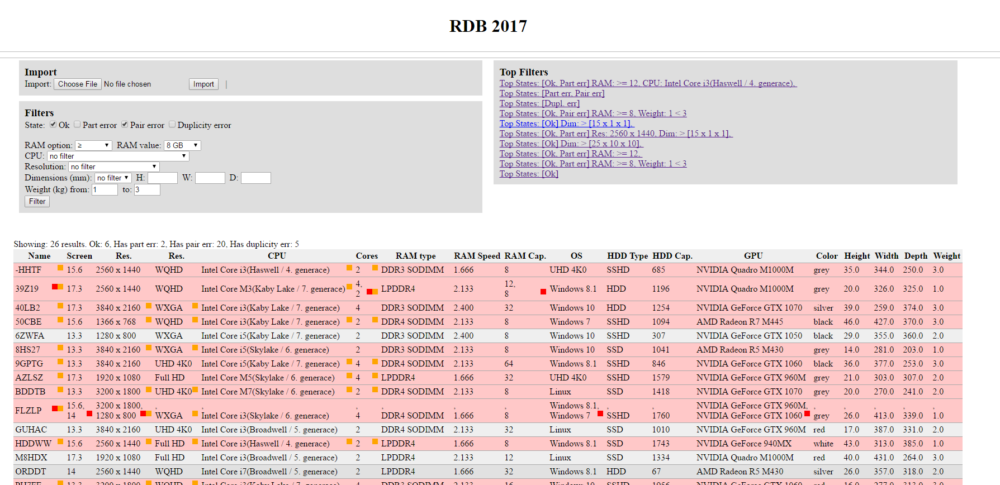 RDB 2017
Import
Import: Choose File No file chosen Import |
Filters
State: Ok Part error Pair error Duplicity error
RAM option: ≥ RAM value: 8 GB
CPU: no filter
Resolution: no filter
Dimensions (mm): no filter H: W: D:
Weight (kg) from: 1 to: 3
Filter
Top Filters
Top States: [Ok, Part err] RAM: >= 12, CPU: Intel Core i3(Haswell / 4. generace),
Top States: [Part err, Pair err]
Top States: [Dupl. err]
Top States: [Ok, Pair err] RAM: >= 8, Weight: 1 < 3
Top States: [Ok] Dim: > [15 x 1 x 1],
Top States: [Ok, Part err] Res: 2560 x 1440, Dim: > [15 x 1 x 1],
Top States: [Ok] Dim: > [25 x 10 x 10],
Top States: [Ok, Part err] RAM: >= 12,
Top States: [Ok, Part err] RAM: >= 8, Weight: 1 < 3
Top States: [Ok]
Showing: 26 results. Ok: 6, Has part err: 2, Has pair err: 20, Has duplicity err: 5
Name Screen Res. Res. CPU Cores RAM type RAM Speed RAM Cap. OS HDD Type HDD Cap. GPU Color Height Width Depth Weight
-HHTF 15.6 2560 x 1440 WQHD Intel Core i3(Haswell / 4. generace) 2 DDR3 SODIMM 1.666 8 UHD 4K0 SSHD 685 NVIDIA Quadro M1000M grey 35.0 344.0 250.0 3.0
4, 12,
39Z19 17.3 2560 x 1440 WQHD Intel Core M3(Kaby Lake / 7. generace) 2 LPDDR4 2.133 8 Windows 8.1 HDD 1196 NVIDIA Quadro M1000M grey 20.0 326.0 325.0 1.0
40LB2 17.3 3840 x 2160 WXGA Intel Core i3(Kaby Lake / 7. generace) 4 DDR3 SODIMM 2.400 32 Windows 10 HDD 1254 NVIDIA GeForce GTX 1070 silver 39.0 259.0 374.0 3.0
50CBE 15.6 1366 x 768 WQHD Intel Core i3(Kaby Lake / 7. generace) 2 DDR4 SODIMM 2.133 8 Windows 7 SSHD 1094 AMD Radeon R7 M445 black 46.0 427.0 370.0 3.0
6ZWFA 13.3 1280 x 800 WXGA Intel Core i5(Kaby Lake / 7. generace) 2 DDR3 SODIMM 2.400 8 Windows 10 SSHD 307 NVIDIA GeForce GTX 1050 black 29.0 355.0 360.0 2.0
8HS27 13.3 3840 x 2160 WXGA Intel Core i5(Skylake / 6. generace) 2 DDR3 SODIMM 2.133 8 Windows 10 SSD 1041 AMD Radeon R5 M430 grey 14.0 281.0 203.0 1.0
9GPTG 13.3 3840 x 2160 UHD 4K0 Intel Core i5(Kaby Lake / 7. generace) 4 DDR4 SODIMM 2.133 64 Windows 8.1 SSHD 846 NVIDIA GeForce GTX 1060 black 36.0 377.0 253.0 3.0
AZLSZ 17.3 1920 x 1080 Full HD Intel Core M5(Skylake / 6. generace) 4 LPDDR4 1.666 32 UHD 4K0 SSHD 1579 NVIDIA GeForce GTX 960M grey 21.0 303.0 307.0 2.0
BDDTB 13.3 3200 x 1800 UHD 4K0 Intel Core M7(Skylake / 6. generace) 2 DDR4 SODIMM 2.133 8 Linux SSD 1418 NVIDIA GeForce GTX 1070 grey 20.0 270.0 241.0 2.0
15.6, 3200 x 1800, , , , , , , Windows 8.1, , , NVIDIA GeForce GTX 960M, , , , , ,
FLZLP 14 1280 x 800 WXGA Intel Core i3(Skylake / 6. generace) 4 DDR4 SODIMM 1.666 8 Windows 7 SSHD 1760 NVIDIA GeForce GTX 1060 grey 26.0 413.0 339.0 1.0
GUHAC 13.3 3840 x 2160 UHD 4K0 Intel Core i3(Broadwell / 5. generace) 2 DDR4 SODIMM 2.133 32 Linux SSD 1010 NVIDIA GeForce GTX 960M red 17.0 387.0 331.0 2.0
HDDWW 15.6 2560 x 1440 Full HD Intel Core i3(Haswell / 4. generace) 2 LPDDR4 1.666 8 Windows 8.1 SSD 1743 NVIDIA GeForce 940MX white 43.0 313.0 385.0 1.0
M8HDX 17.3 1920 x 1080 Full HD Intel Core i3(Broadwell / 5. generace) 2 LPDDR4 2.133 12 Linux SSD 1334 NVIDIA Quadro M1000M red 40.0 431.0 264.0 3.0
ORDDT 14 2560 x 1440 WQHD Intel Core i7(Broadwell / 5. generace) 2 LPDDR4 1.666 32 Windows 8.1 HDD 67 AMD Radeon R5 M430 silver 26.0 357.0 318.0 2.0